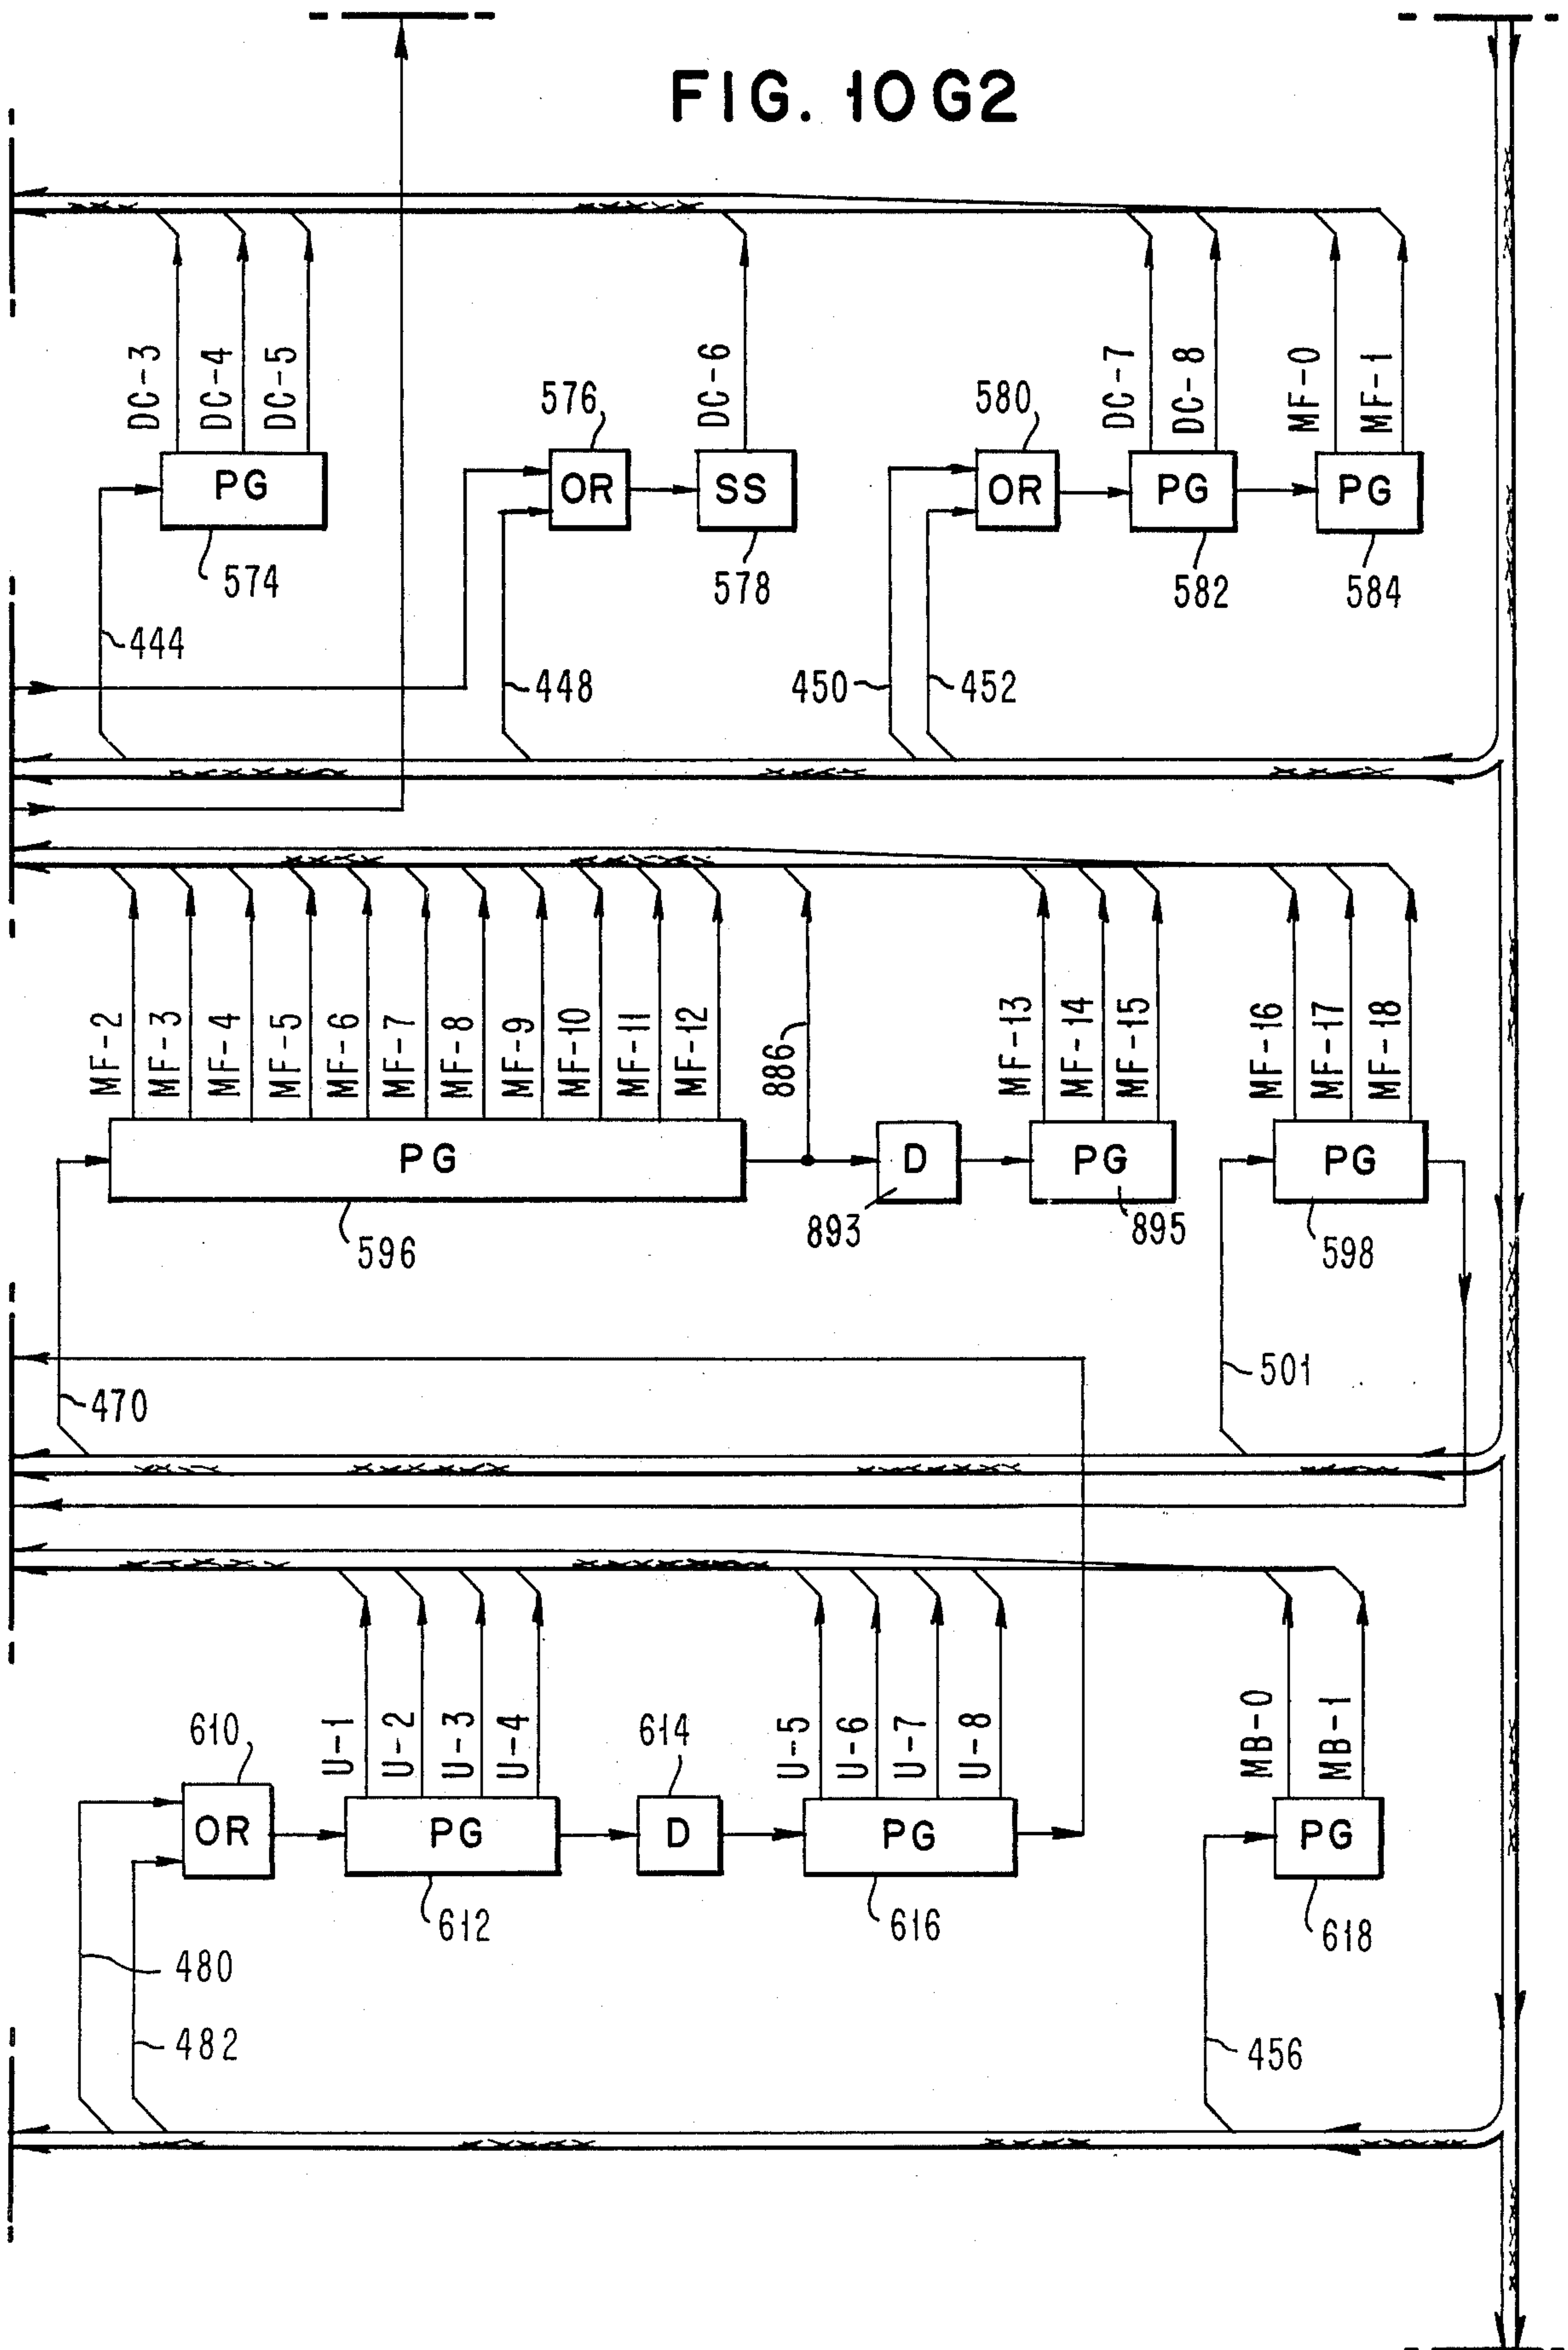 FIG. 10G2
DC-3
DC-4
DC-5
DC-6
DC-7
DC-8
MF-0
MF-1
576
580
PG
OR
SS
OR
PG
PG
574
578
582
584
444
448
450
452
MF-2
MF-3
MF-4
MF-5
MF-6
MF-7
MF-8
MF-9
MF-10
MF-11
MF-12
886
MF-13
MF-14
MF-15
MF-16
MF-17
MF-18
PG
D
PG
PG
596
893
895
598
470
501
610
U-1
U-2
U-3
U-4
614
U-5
U-6
U-7
U-8
MB-0
MB-1
OR
PG
D
PG
PG
612
616
618
480
482
456